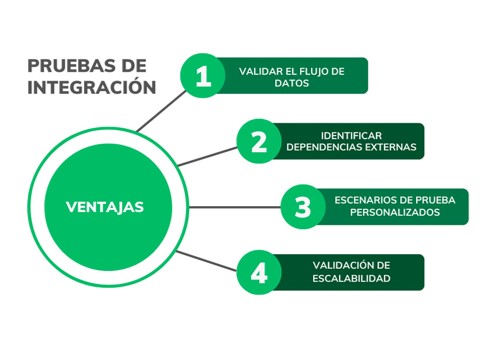 PRUEBAS DE
INTEGRACIÓN
VENTAJAS
1
VALIDAR EL FLUJO DE
DATOS
2
IDENTIFICAR
DEPENDENCIAS EXTERNAS
3
ESCENARIOS DE PRUEBA
PERSONALIZADOS
4
VALIDACIÓN DE
ESCALABILIDAD